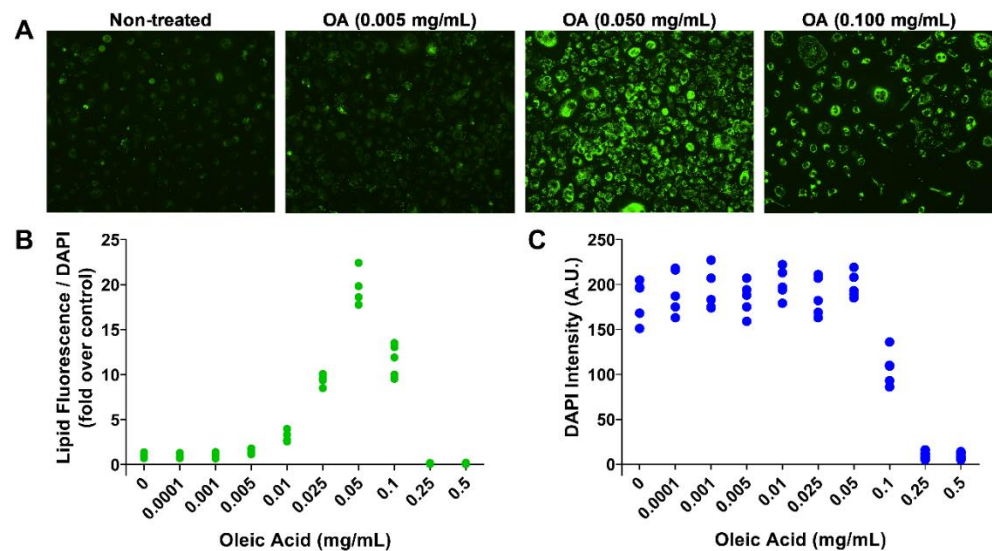 A
Non-treated
OA (0.005 mg/mL)
OA (0.050 mg/mL)
OA (0.100 mg/mL)
B
Lipid Fluorescence / DAPI
(fold over control)
25
20
15
10
5
0
0
0.0001
0.001
0.005
0.01
0.025
0.05
0.1
0.25
0.5
Oleic Acid (mg/mL)
C
DAPI Intensity (A.U.)
250
200
150
100
50
0
0
0.0001
0.001
0.005
0.01
0.025
0.05
0.1
0.25
0.5
Oleic Acid (mg/mL)